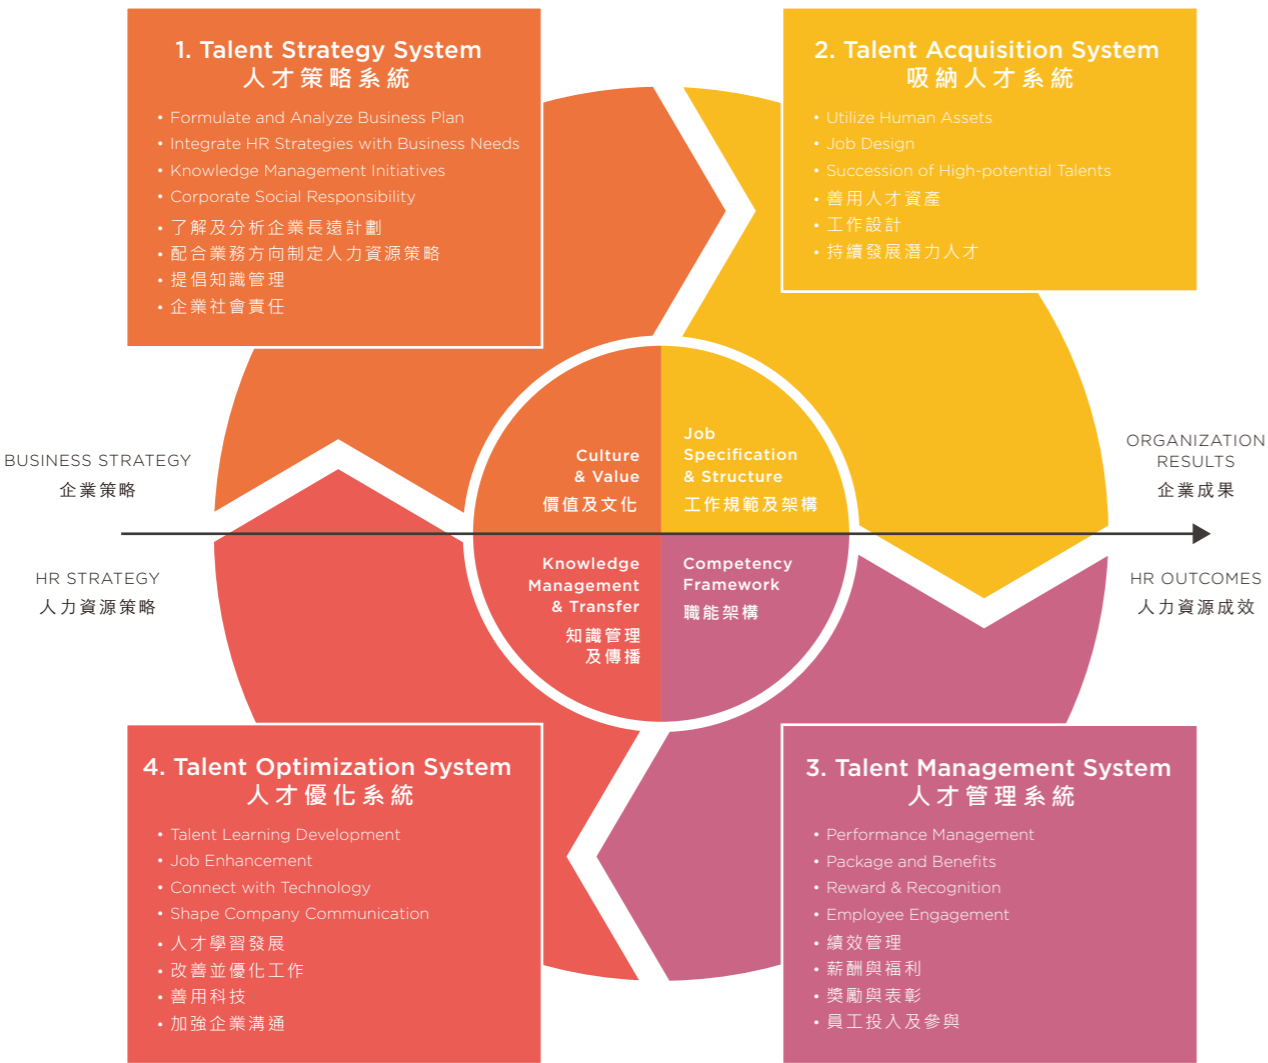 1. Talent Strategy System
人才策略系統
• Formulate and Analyze Business Plan
• Integrate HR Strategies with Business Needs
• Knowledge Management Initiatives
• Corporate Social Responsibility
• 了解及分析企業長遠計劃
• 配合業務方向制定人力資源策略
• 提倡知識管理
• 企業社會責任
2. Talent Acquisition System
吸納人才系統
• Utilize Human Assets
• Job Design
• Succession of High-potential Talents
• 善用人才資產
• 工作設計
• 持續發展潛力人才
BUSINESS STRATEGY
企業策略
HR STRATEGY
人力資源策略
Culture
& Value
價值及文化
Job
Specification
& Structure
工作規範及架構
Knowledge
Management
& Transfer
知識管理
及傳播
Competency
Framework
職能架構
ORGANIZATION
RESULTS
企業成果
HR OUTCOMES
人力資源成效
4. Talent Optimization System
人才優化系統
• Talent Learning Development
• Job Enhancement
• Connect with Technology
• Shape Company Communication
• 人才學習發展
• 改善並優化工作
• 善用科技
• 加強企業溝通
3. Talent Management System
人才管理系統
• Performance Management
• Package and Benefits
• Reward & Recognition
• Employee Engagement
• 績效管理
• 薪酬與福利
• 獎勵與表彰
• 員工投入及參與